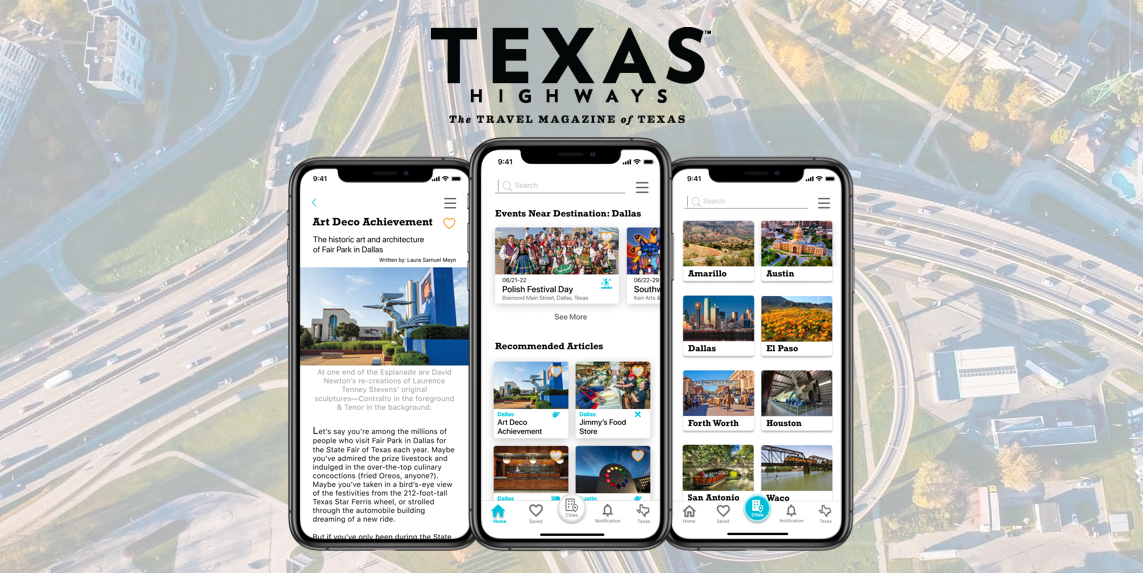 TEXAS™
HIGHWAYS
The TRAVEL MAGAZINE of TEXAS
9:41
Art Deco Achievement
The historic art and architecture
of Fair Park in Dallas
Written by: Laura Samuel Meyn
At one end of the Esplanade are David
Newton's re-creations of Laurence
Tenney Stevens' original
sculptures—Contralto in the foreground
& Tenor in the background.
Let's say you're among the millions of
people who visit Fair Park in Dallas for
the State Fair of Texas each year. Maybe
you've admired the prize livestock and
indulged in the over-the-top culinary
concoctions (fried Oreos, anyone?).
Maybe you've taken in a bird's-eye view
of the festivities from the 212-foot-tall
Texas Star Ferris wheel, or strolled
through the automobile building
dreaming of a new ride.
But if you've only been during the State
9:41
Search
Events Near Destination: Dallas
06/21-22
Polish Festival Day
Bremond Main Street, Dallas, Texas
06/22-29
South
Kerr Arts &
See More
Recommended Articles
Dallas
Art Deco
Achievement
Dallas
Jimmy's Food
Store
Dallas
Austin
Home
Saved
Cities
Notification
Texas
9:41
Search
Amarillo
Austin
Dallas
El Paso
Forth Worth
Houston
San Antonio
Waco
Home
Saved
Cities
Notification
Texas